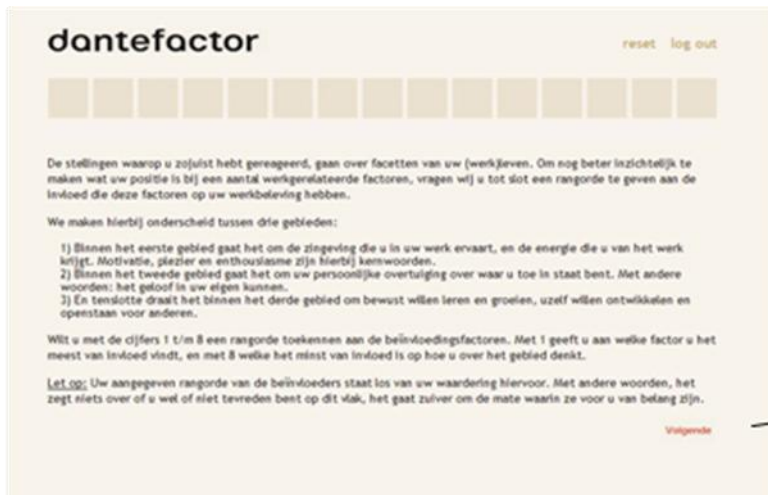 dantefactor
reset log out
De stellingen waarop u zojuist hebt gereageerd, gaan over facetten van uw (werk)leven. Om nog beter inzichtelijk te
maken wat uw positie is bij een aantal werkgerelateerde factoren, vragen wij u tot slot een rangorde te geven aan de
invloed die deze factoren op uw werkbeleving hebben.
We maken hierbij onderscheid tussen drie gebieden:
1) Binnen het eerste gebied gaat het om de zingeving die u in uw werk ervaart, en de energie die u van het werk
krijgt. Motivatie, plezier en enthousiasme zijn hierbij kernwoorden.
2) Binnen het tweede gebied gaat het om uw persoonlijke overtuiging over waar u toe in staat bent. Met andere
woorden: het geloof in uw eigen kunnen.
3) En tenslotte draait het binnen het derde gebied om bewust willen leren en groeien, uzelf willen ontwikkelen en
openstaan voor anderen.
Wilt u met de cijfers 1 t/m 8 een rangorde toekennen aan de beïnvloedingsfactoren. Met 1 geeft u aan welke factor u het
meest van invloed vindt, en met 8 welke het minst van invloed is op hoe u over het gebied denkt.
Let op: Uw aangegeven rangorde van de beïnvloeders staat los van uw waardering hiervoor. Met andere woorden, het
zegt niets over of u wel of niet tevreden bent op dit vlak, het gaat zuiver om de mate waarin ze voor u van belang zijn.
Volgende